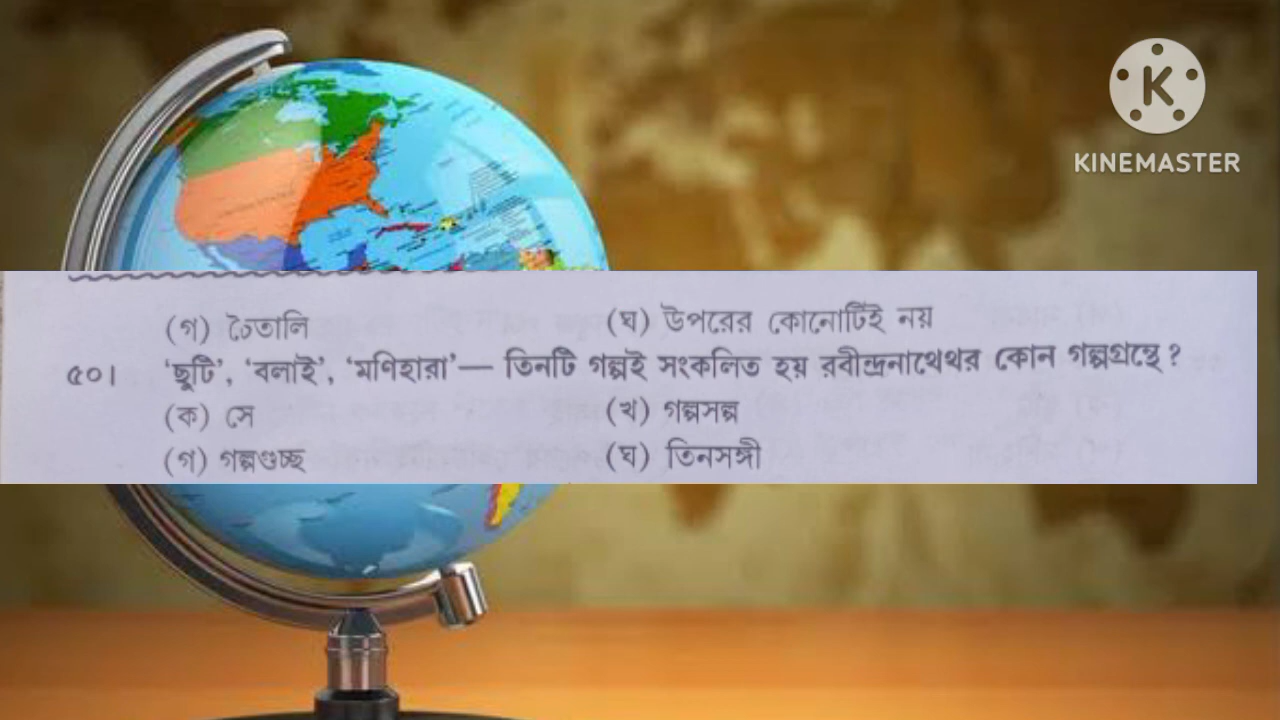 KINEMASTER
(গ) চৈতালি (ঘ) উপরের কোনোটিই নয়
৫০। ‘ছুটি’, ‘বলাই’, ‘মণিহারা’— তিনটি গল্পই সংকলিত হয় রবীন্দ্রনাথেথর কোন গল্পগ্রন্থে?
(ক) সে (খ) গল্পসল্প
(গ) গল্পগুচ্ছ (ঘ) তিনসঙ্গী